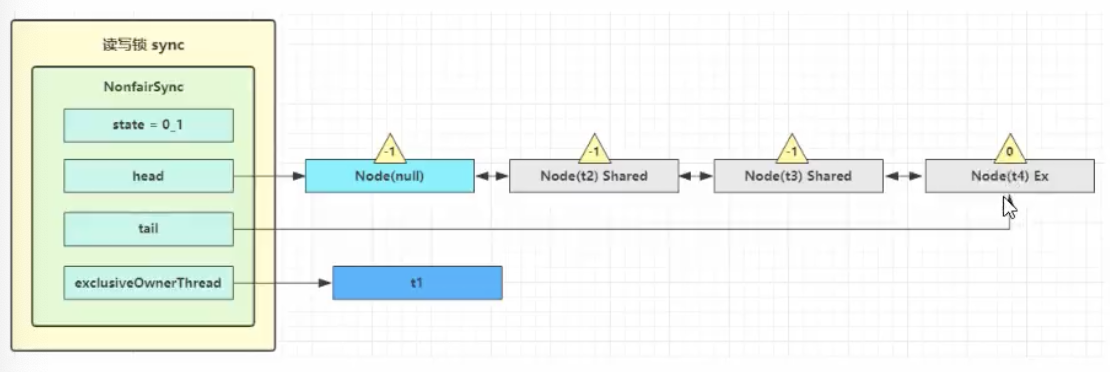 读写锁 sync
NonfairSync
state = 0_1
head
tail
exclusiveOwnerThread
-1
Node(null)
-1
Node(t2) Shared
-1
Node(t3) Shared
0
Node(t4) Ex
t1